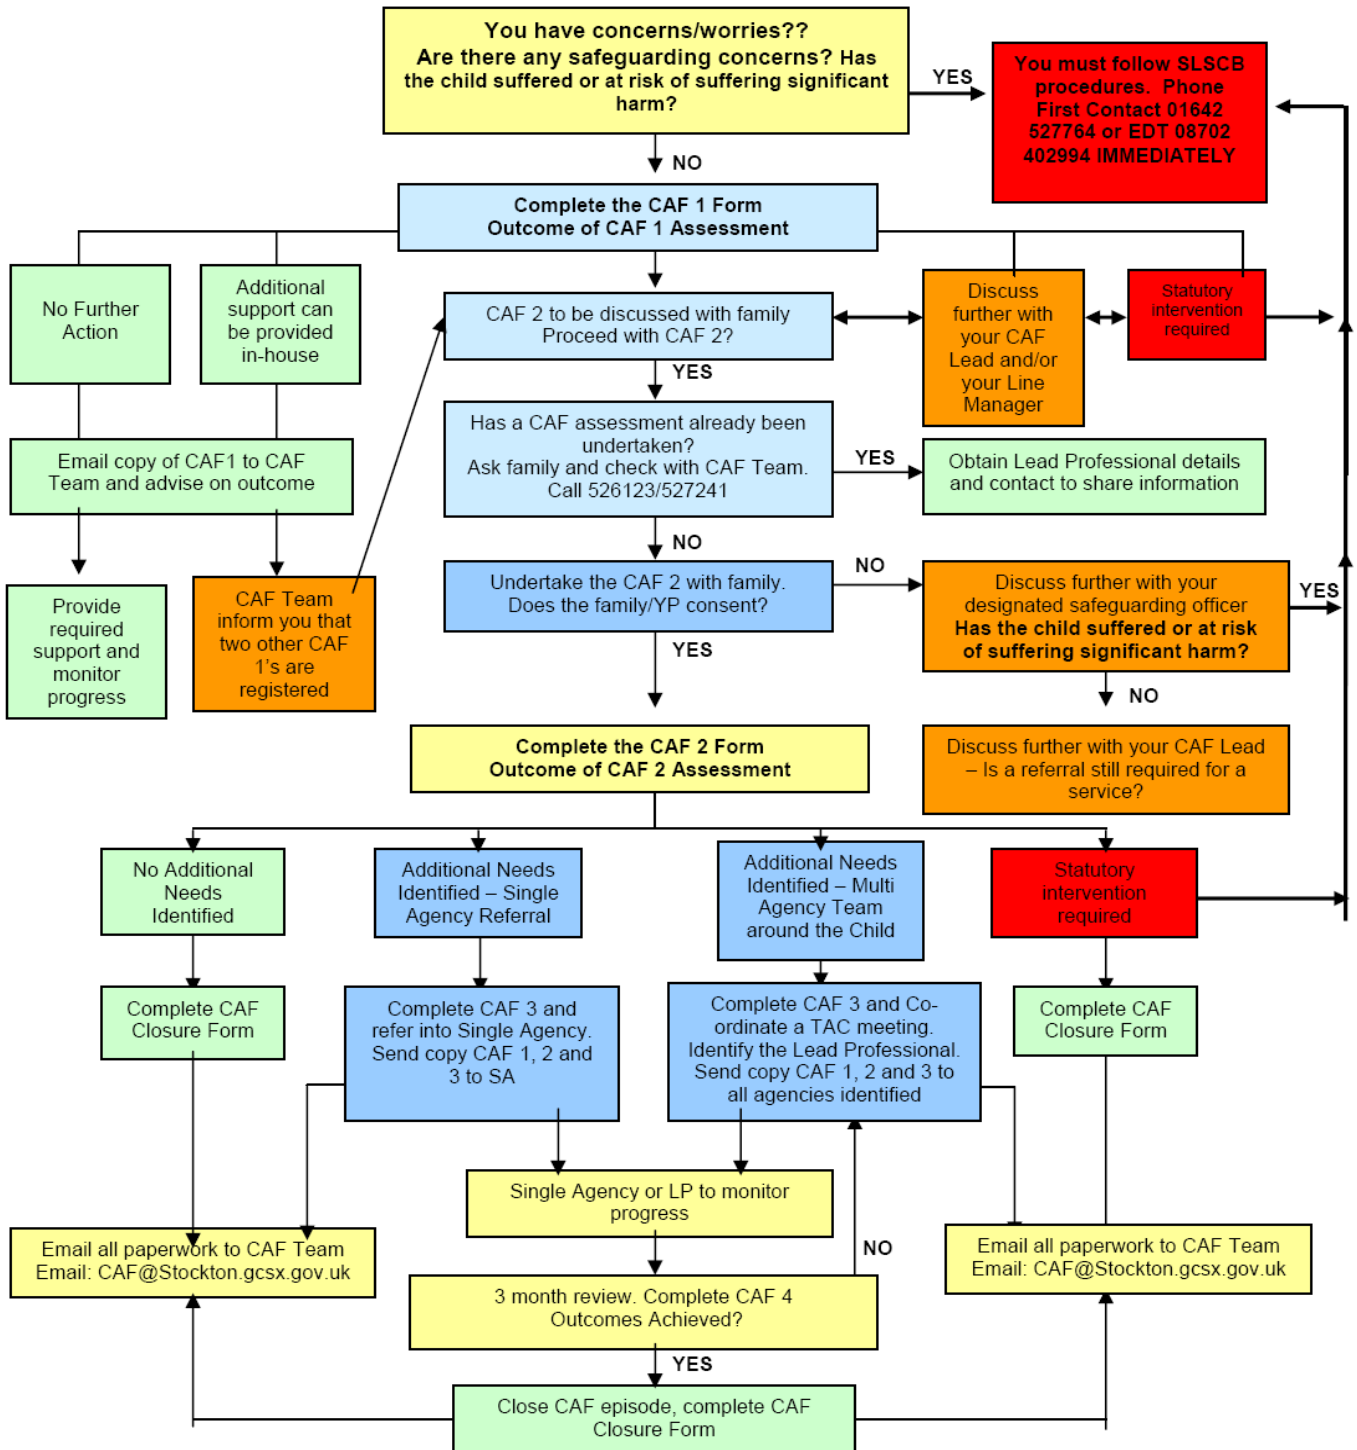 You have concerns/worries??
Are there any safeguarding concerns? Has
the child suffered or at risk of suffering significant
harm?
YES
You must follow SLSCB
procedures. Phone
First Contact 01642
527764 or EDT 08702
402994 IMMEDIATELY
NO
Complete the CAF 1 Form
Outcome of CAF 1 Assessment
No Further
Action
Additional
support can
be provided
in-house
CAF 2 to be discussed with family
Proceed with CAF 2?
Discuss
further with
your CAF
Lead and/or
your Line
Manager
Statutory
intervention
required
YES
Email copy of CAF1 to CAF
Team and advise on outcome
Has a CAF assessment already been
undertaken?
Ask family and check with CAF Team.
Call 526123/527241
YES
Obtain Lead Professional details
and contact to share information
NO
Provide
required
support and
monitor
progress
CAF Team
inform you that
two other CAF
1's are
registered
Undertake the CAF 2 with family.
Does the family/YP consent?
NO
Discuss further with your
designated safeguarding officer
Has the child suffered or at risk
of suffering significant harm?
YES
YES
NO
Complete the CAF 2 Form
Outcome of CAF 2 Assessment
Discuss further with your CAF Lead
– Is a referral still required for a
service?
No Additional
Needs
Identified
Additional Needs
Identified – Single
Agency Referral
Additional Needs
Identified – Multi
Agency Team
around the Child
Statutory
intervention
required
Complete CAF
Closure Form
Complete CAF 3 and
refer into Single Agency.
Send copy CAF 1, 2 and
3 to SA
Complete CAF 3 and Co-
ordinate a TAC meeting.
Identify the Lead Professional.
Send copy CAF 1, 2 and 3 to
all agencies identified
Complete CAF
Closure Form
Single Agency or LP to monitor
progress
Email all paperwork to CAF Team
Email: CAF@Stockton.gcsx.gov.uk
NO
Email all paperwork to CAF Team
Email: CAF@Stockton.gcsx.gov.uk
3 month review. Complete CAF 4
Outcomes Achieved?
YES
Close CAF episode, complete CAF
Closure Form